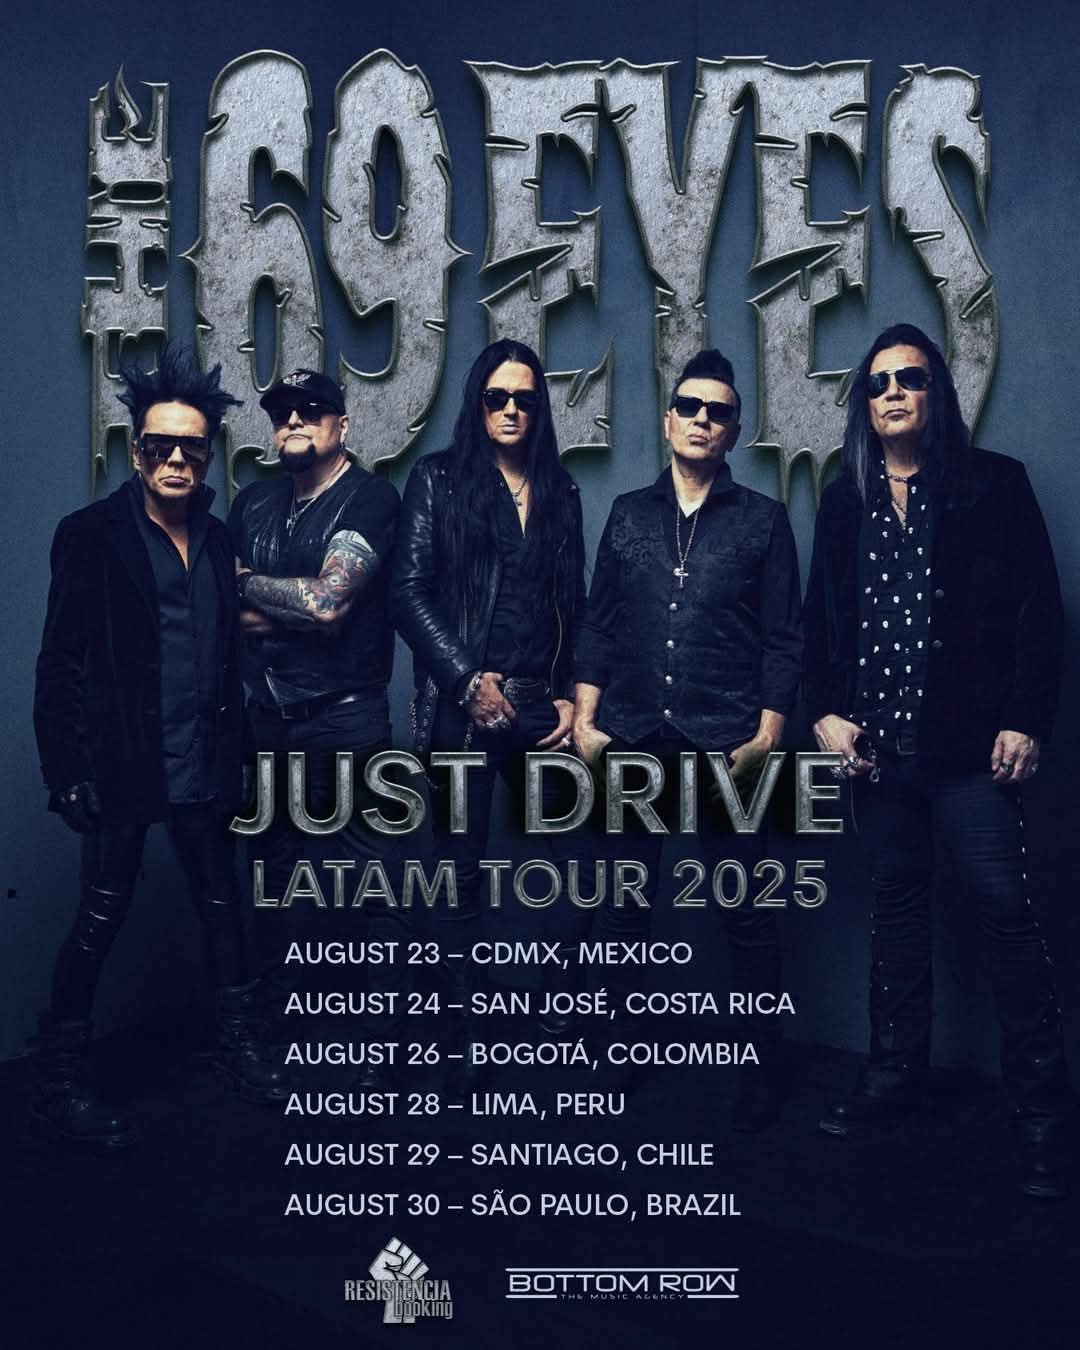 THE 69 EYES
JUST DRIVE
LATAM TOUR 2025
AUGUST 23 – CDMX, MEXICO
AUGUST 24 – SAN JOSÉ, COSTA RICA
AUGUST 26 – BOGOTÁ, COLOMBIA
AUGUST 28 – LIMA, PERU
AUGUST 29 – SANTIAGO, CHILE
AUGUST 30 – SÃO PAULO, BRAZIL
RESISTENCIA
booking
BOTTOM ROW
THE MUSIC AGENCY